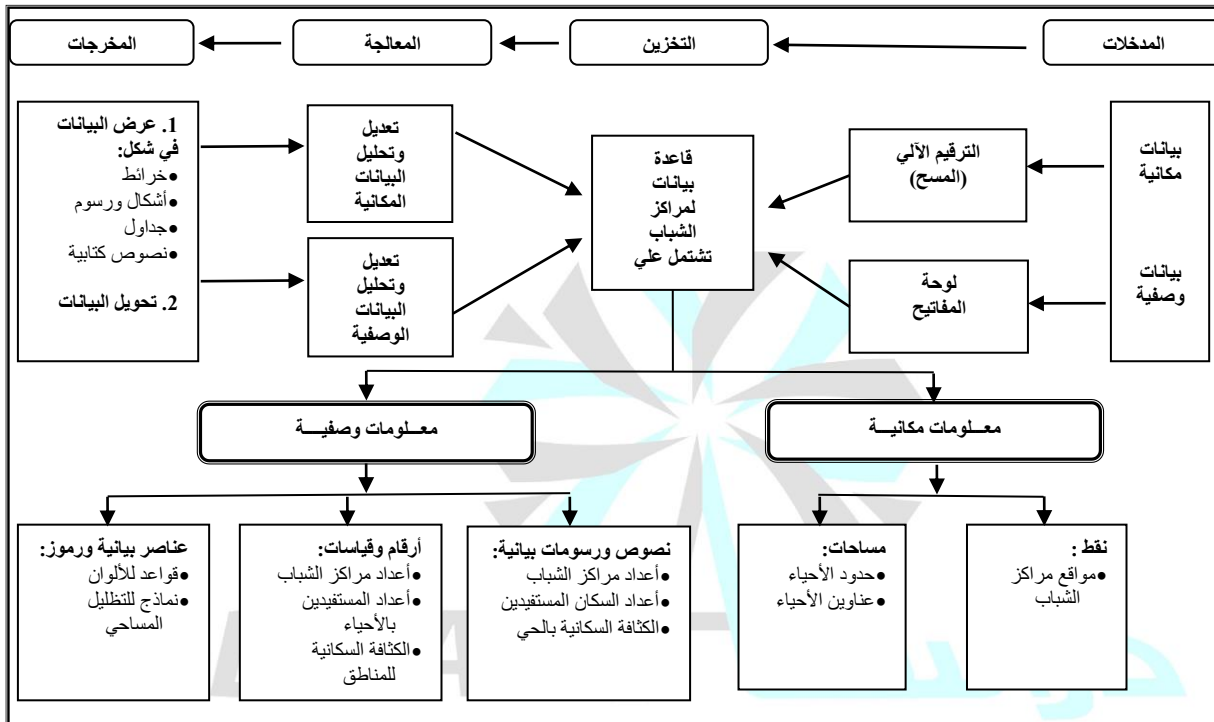 المدخلات
التخزين
المعالجة
المخرجات
بيانات
مكانية
بيانات
وصفية
الترقيم الآلي
(المسح)
لوحة
المفاتيح
قاعدة
بيانات
لمراكز
الشباب
تشتمل علي
تعديل
وتحليل
البيانات
المكانية
تعديل
وتحليل
البيانات
الوصفية
1. عرض البيانات
في شكل:
•خرائط
•أشكال ورسوم
•جداول
•نصوص كتابية
2. تحويل البيانات
معـــلومات مكانيـــة
معـــلومات وصفيـــــة
نقط :
•مواقع مراكز
الشباب
مساحات:
•حدود الأحياء
•عناوين الأحياء
نصوص ورسومات بيانية:
•أعداد مراكز الشباب
•أعداد السكان المستفيدين
•الكثافة السكانية بالحي
أرقام وقياسات:
•أعداد مراكز الشباب
•أعداد المستفيدين
بالأحياء
•الكثافة السكانية
للمناطق
عناصر بيانية ورموز:
•قواعد للألوان
•نماذج للتظليل
المساحي